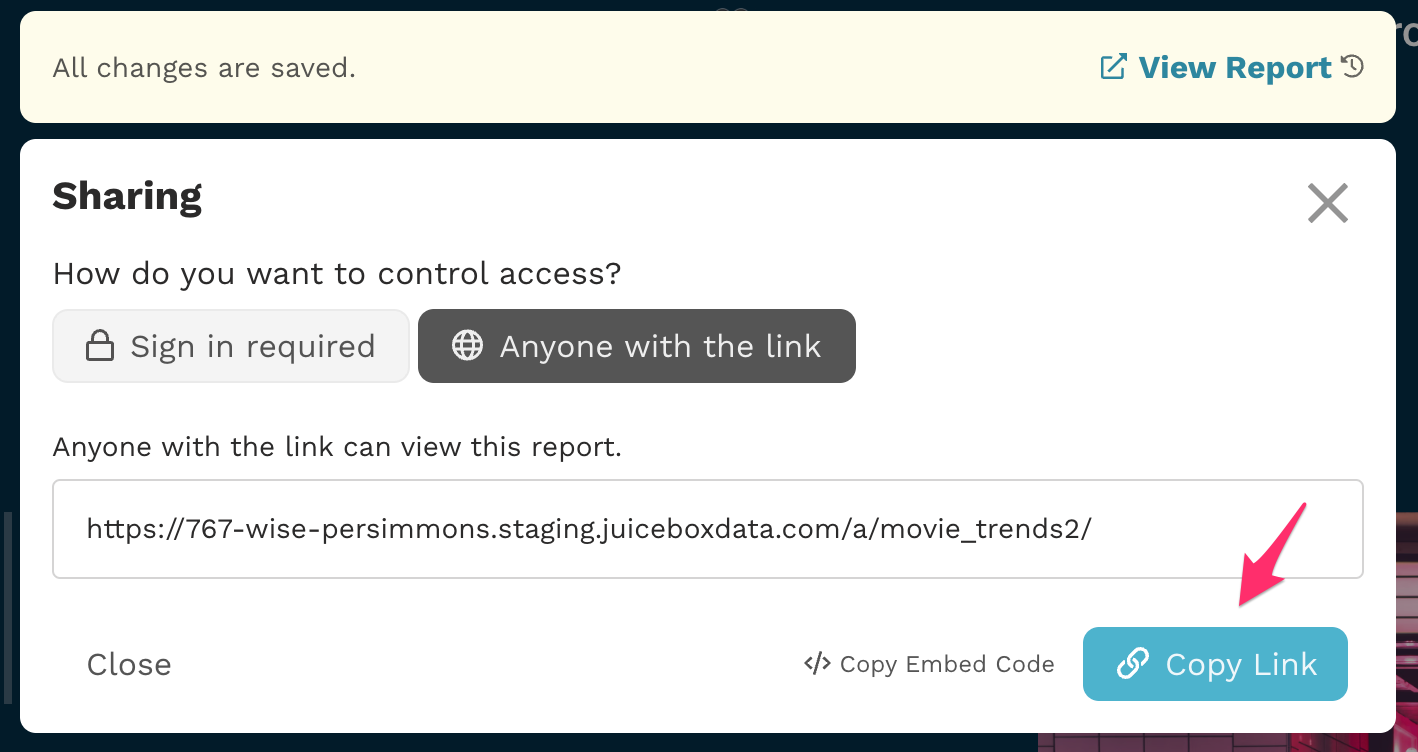 All changes are saved.
View Report
Sharing
How do you want to control access?
Sign in required
Anyone with the link
Anyone with the link can view this report.
https://767-wise-persimmons.staging.juiceboxdata.com/a/movie_trends2/
Close
</> Copy Embed Code
Copy Link